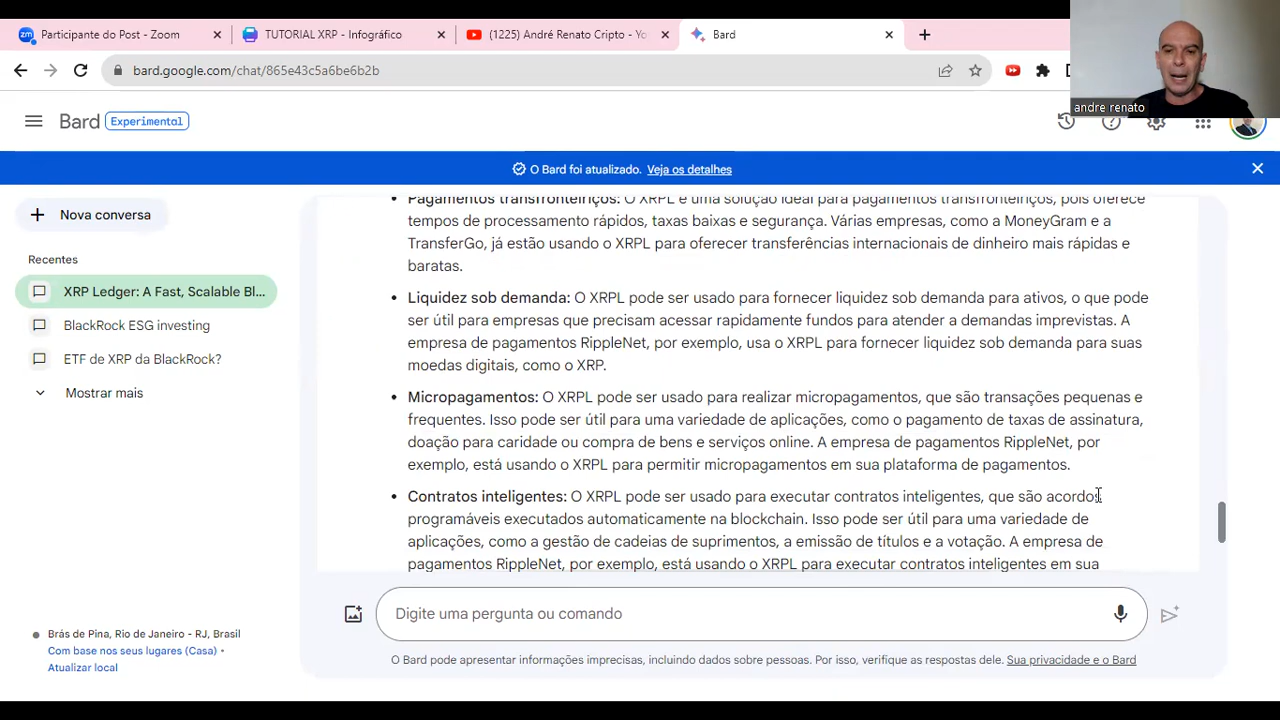 Participante do Post - Zoom
TUTORIAL XRP - Infográfico
(1225) André Renato Cripto - Yo
Bard
bard.google.com/chat/865e43c5a6be6b2b
andre renato
Bard Experimental
O Bard foi atualizado. Veja os detalhes
Nova conversa
Recentes
XRP Ledger: A Fast, Scalable Bl...
BlackRock ESG investing
ETF de XRP da BlackRock?
Mostrar mais
Pagamentos transfronteiriços: O XRPL é uma solução ideal para pagamentos transfronteiriços, pois oferece
tempos de processamento rápidos, taxas baixas e segurança. Várias empresas, como a MoneyGram e a
TransferGo, já estão usando o XRPL para oferecer transferências internacionais de dinheiro mais rápidas e
baratas.
Liquidez sob demanda: O XRPL pode ser usado para fornecer liquidez sob demanda para ativos, o que pode
ser útil para empresas que precisam acessar rapidamente fundos para atender a demandas imprevistas. A
empresa de pagamentos RippleNet, por exemplo, usa o XRPL para fornecer liquidez sob demanda para suas
moedas digitais, como o XRP.
Micropagamentos: O XRPL pode ser usado para realizar micropagamentos, que são transações pequenas e
frequentes. Isso pode ser útil para uma variedade de aplicações, como o pagamento de taxas de assinatura,
doação para caridade ou compra de bens e serviços online. A empresa de pagamentos RippleNet, por
exemplo, está usando o XRPL para permitir micropagamentos em sua plataforma de pagamentos.
Contratos inteligentes: O XRPL pode ser usado para executar contratos inteligentes, que são acordos
programáveis executados automaticamente na blockchain. Isso pode ser útil para uma variedade de
aplicações, como a gestão de cadeias de suprimentos, a emissão de títulos e a votação. A empresa de
pagamentos RippleNet, por exemplo, está usando o XRPL para executar contratos inteligentes em sua
Digite uma pergunta ou comando
Brás de Pina, Rio de Janeiro - RJ, Brasil
Com base nos seus lugares (Casa) •
Atualizar local
O Bard pode apresentar informações imprecisas, incluindo dados sobre pessoas. Por isso, verifique as respostas dele. Sua privacidade e o Bard